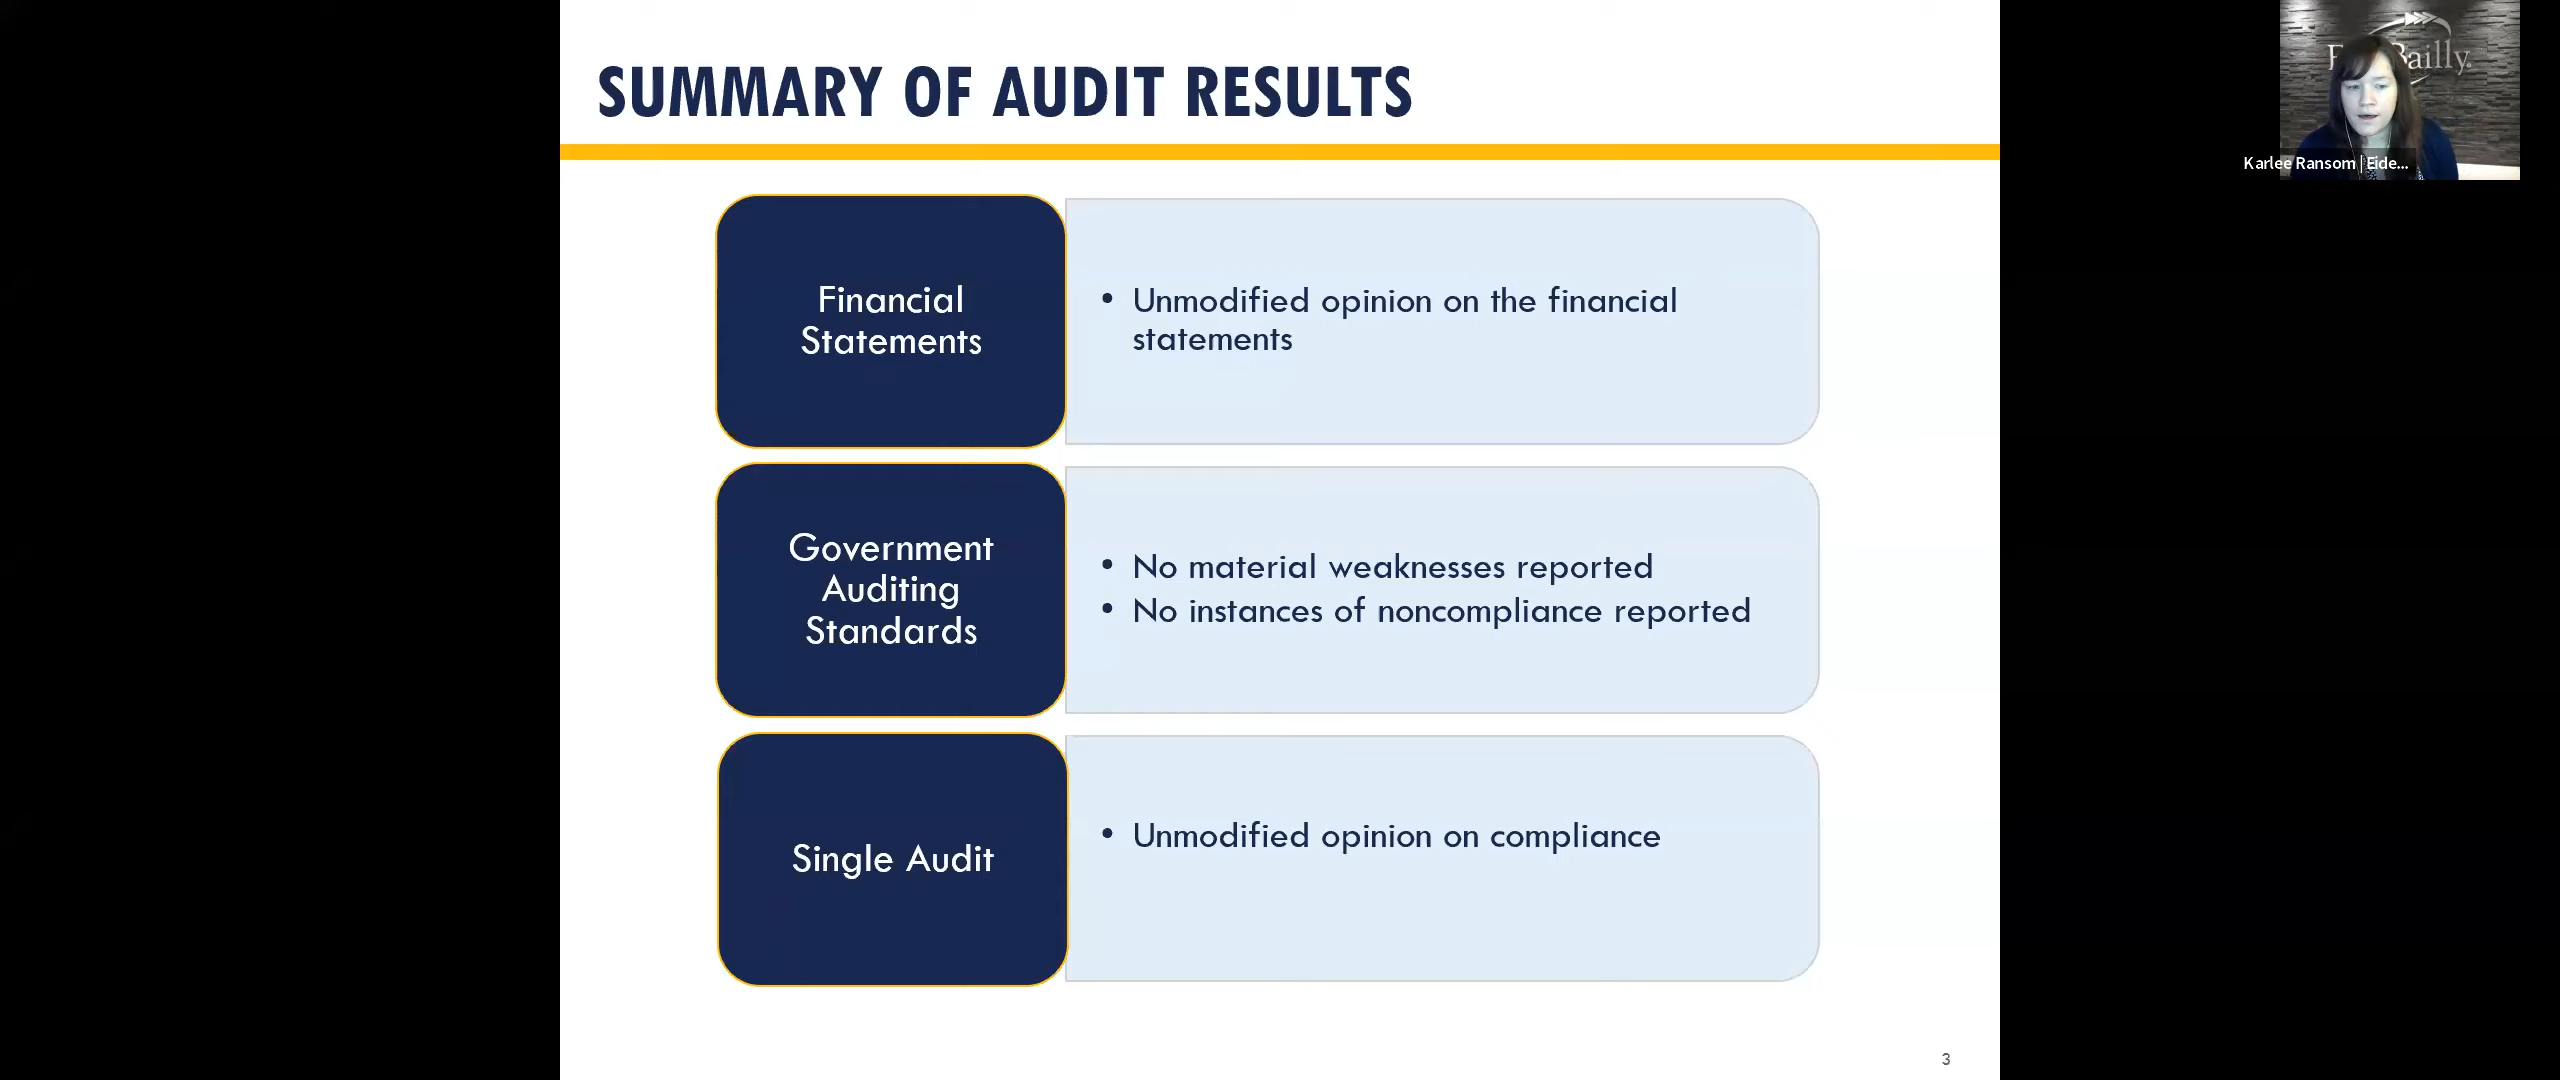 SUMMARY OF AUDIT RESULTS
Financial
Statements
• Unmodified opinion on the financial
statements
Government
Auditing
Standards
• No material weaknesses reported
• No instances of noncompliance reported
Single Audit
• Unmodified opinion on compliance
3
ailly.
Karlee Ransom | Eide...